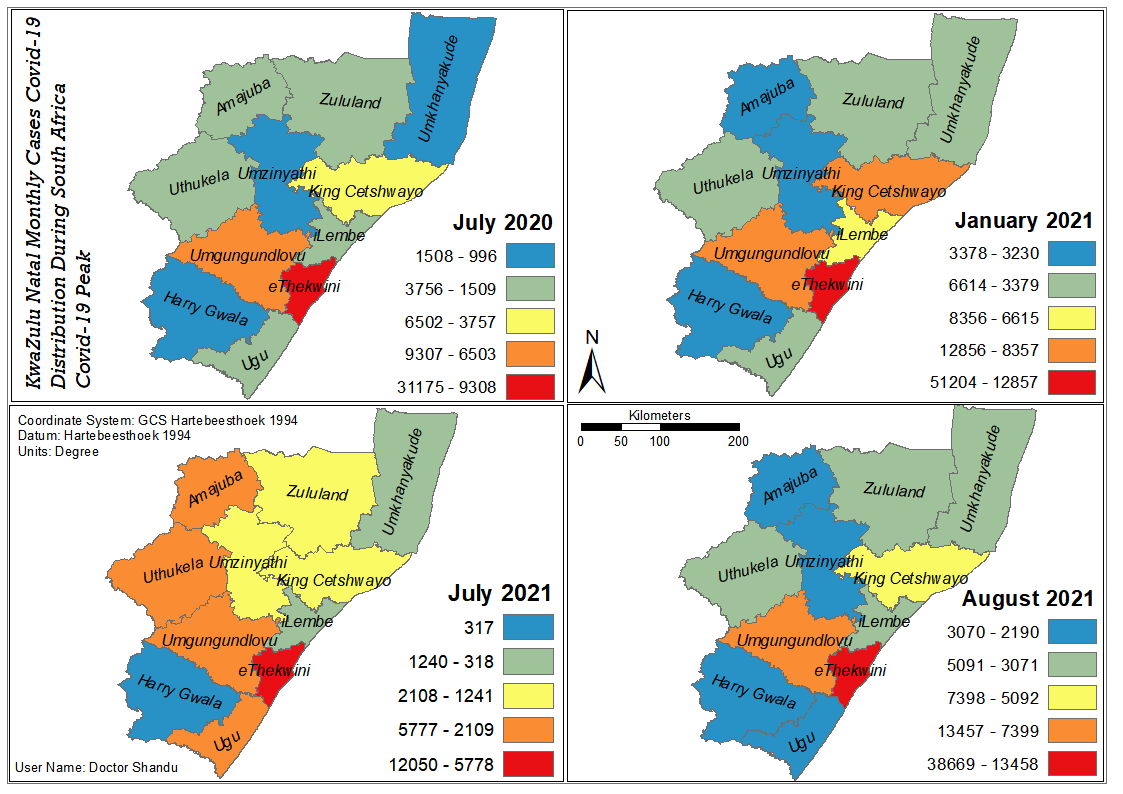 KwaZulu Natal Monthly Cases Covid-19
Distribution During South Africa
Covid-19 Peak
Amajuba
Zululand
Umkhanyakude
Uthukela
Umzinyathi
King Cetshwayo
iLembe
Umgungundlovu
eThekwini
Harry Gwala
Ugu
July 2020
1508 - 996
3756 - 1509
6502 - 3757
9307 - 6503
31175 - 9308
Amajuba
Zululand
Umkhanyakude
Uthukela
Umzinyathi
King Cetshwayo
iLembe
Umgungundlovu
eThekwini
Harry Gwala
Ugu
N
January 2021
3378 - 3230
6614 - 3379
8356 - 6615
12856 - 8357
51204 - 12857
Coordinate System: GCS Hartebeesthoek 1994
Datum: Hartebeesthoek 1994
Units: Degree
Amajuba
Zululand
Umkhanyakude
Uthukela
Umzinyathi
King Cetshwayo
iLembe
Umgungundlovu
eThekwini
Harry Gwala
Ugu
July 2021
317
1240 - 318
2108 - 1241
5777 - 2109
12050 - 5778
User Name: Doctor Shandu
Kilometers
0 50 100 200
Amajuba
Zululand
Umkhanyakude
Uthukela
Umzinyathi
King Cetshwayo
iLembe
Umgungundlovu
eThekwini
Harry Gwala
Ugu
August 2021
3070 - 2190
5091 - 3071
7398 - 5092
13457 - 7399
38669 - 13458